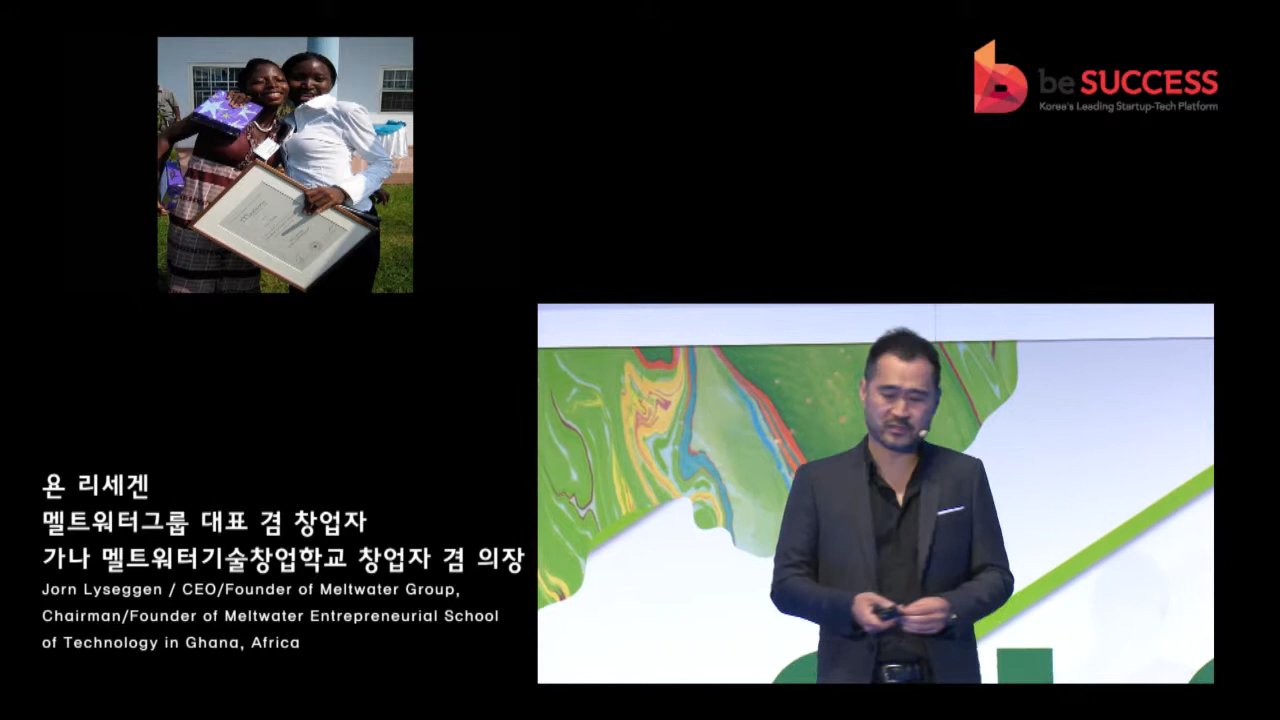 be SUCCESS
Korea's Leading Startup-Tech Platform
욘 리세겐
멜트워터그룹 대표 겸 창업자
가나 멜트워터기술창업학교 창업자 겸 의장
Jorn Lyseggen / CEO/Founder of Meltwater Group,
Chairman/Founder of Meltwater Entrepreneurial School
of Technology in Ghana, Africa